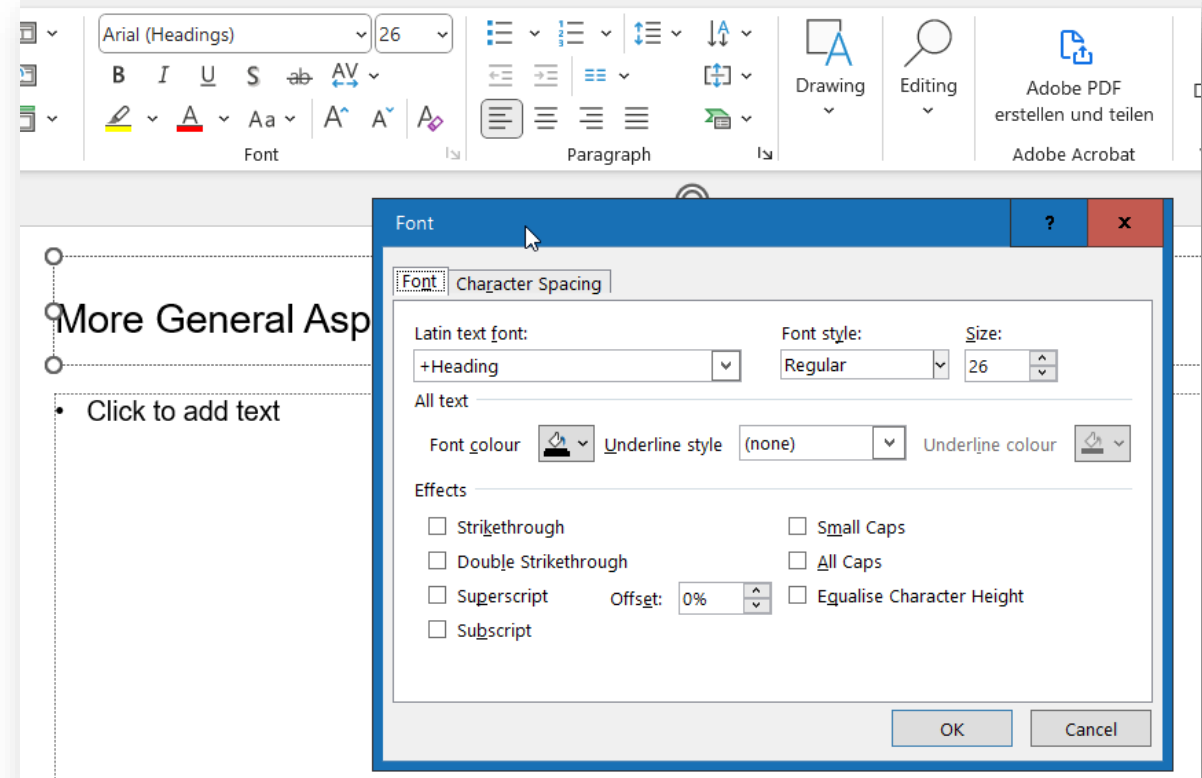 Arial (Headings) 26
B I U S ab AV
A Aa A A A
Drawing
Editing
Adobe PDF
erstellen und teilen
Font
Paragraph
Adobe Acrobat
More General Asp
• Click to add text
Font ? x
Font Character Spacing
Latin text font: Font style: Size:
+Heading Regular 26
All text
Font colour Underline style (none) Underline colour
Effects
Strikethrough Small Caps
Double Strikethrough All Caps
Superscript Offset: 0% Equalise Character Height
Subscript
OK Cancel